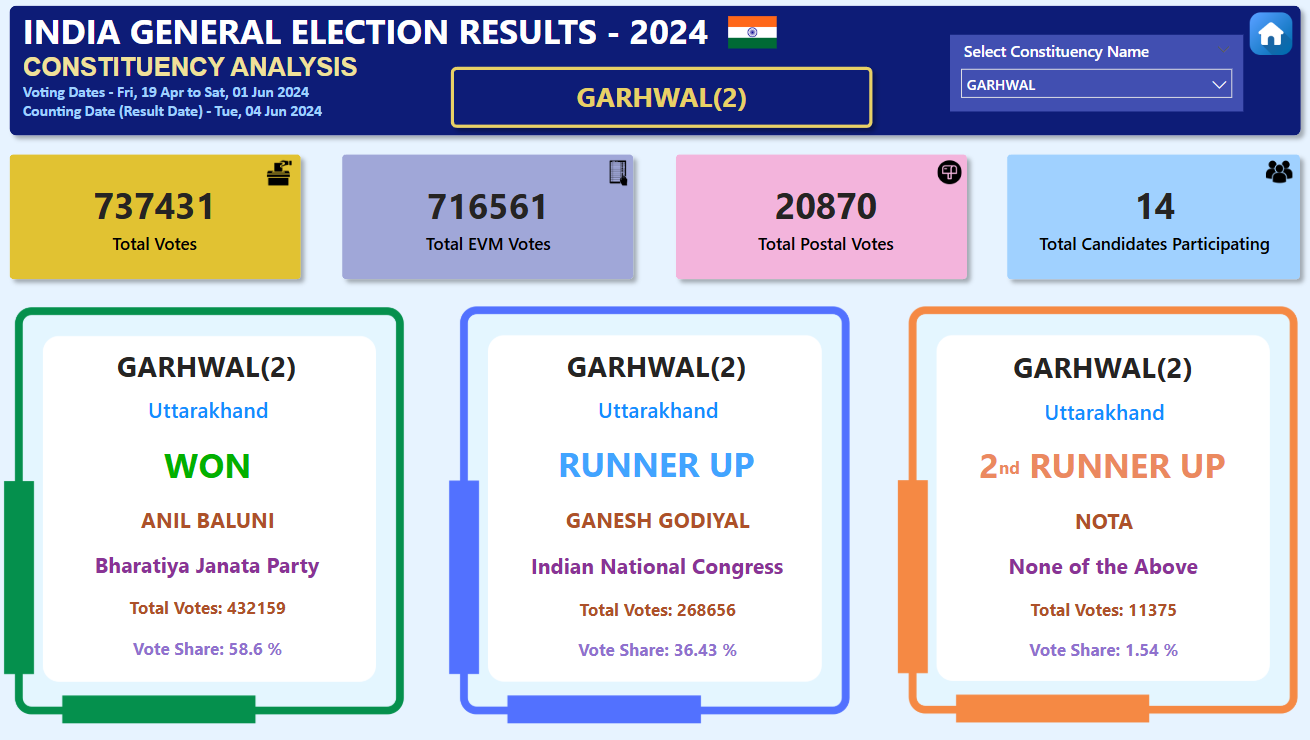 INDIA GENERAL ELECTION RESULTS - 2024
CONSTITUENCY ANALYSIS
Voting Dates - Fri, 19 Apr to Sat, 01 Jun 2024
Counting Date (Result Date) - Tue, 04 Jun 2024
GARHWAL(2)
Select Constituency Name
GARHWAL
737431
Total Votes
716561
Total EVM Votes
20870
Total Postal Votes
14
Total Candidates Participating
GARHWAL(2)
Uttarakhand
WON
ANIL BALUNI
Bharatiya Janata Party
Total Votes: 432159
Vote Share: 58.6 %
GARHWAL(2)
Uttarakhand
RUNNER UP
GANESH GODIYAL
Indian National Congress
Total Votes: 268656
Vote Share: 36.43 %
GARHWAL(2)
Uttarakhand
2nd RUNNER UP
NOTA
None of the Above
Total Votes: 11375
Vote Share: 1.54 %